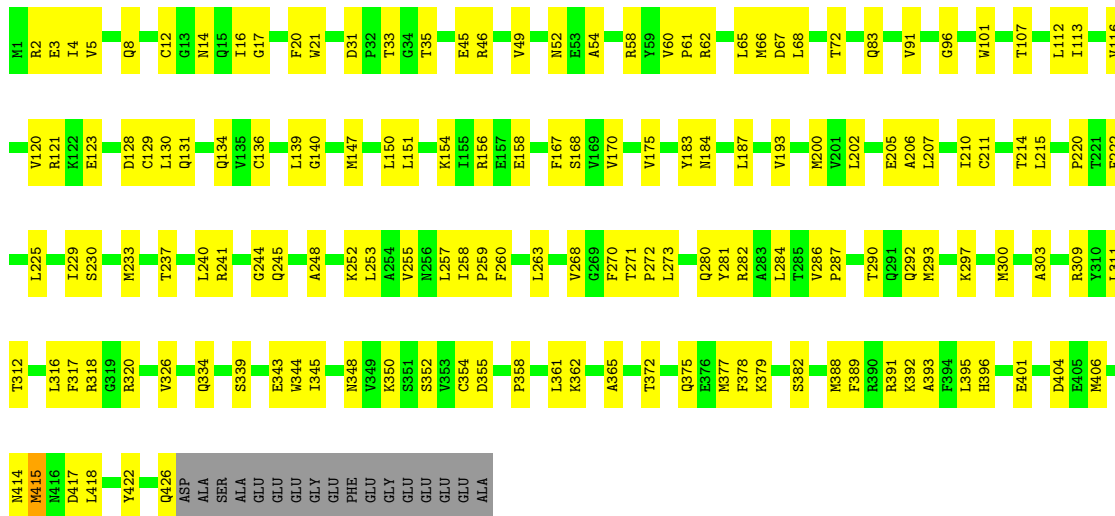 M1 R2 E3 I4 V5 Q8 C12 G13 N14 Q15 I16 G17 F20 W21 D31 P32 T33 G34 T35 E45 R46 V49 N52 E53 A54 R58 Y59 V60 P61 R62 L65 M66 D67 L68 T72 Q83 V91 G96 W101 T107 L112 I113
V120 R121 K122 E123 D128 C129 L130 Q131 Q134 V135 C136 L139 G140 M147 L150 L151 K154 I155 R156 E157 E158 F167 S168 V169 V170 V175 Y183 N184 L187 V193 M200 V201 L202 E205 A206 L207 I210 C211 T214 L215 P220 T221
L225 I229 S230 M233 T237 L240 R241 G244 Q245 A248 K252 L253 A254 V255 N256 L257 I258 P259 F260 L263 V268 G269 F270 T271 P272 L273 Q280 Y281 R282 A283 L284 T285 V286 P287 T290 Q291 Q292 M293 K297 M300 A303 R309 Y310
T312 L316 F317 R318 G319 R320 V326 Q334 S339 E343 W344 I345 N348 V349 K350 S351 S352 V353 C354 D355 P358 L361 K362 A365 T372 Q375 E376 M377 F378 K379 S382 M388 F389 R390 R391 K392 A393 F394 L395 H396 E401 D404 E405 M406
N414 M415 N416 D417 L418 Y422 Q426 ASP ALA SER ALA GLU GLU GLU GLY GLU PHE GLU GLY GLU GLU GLU GLU ALA